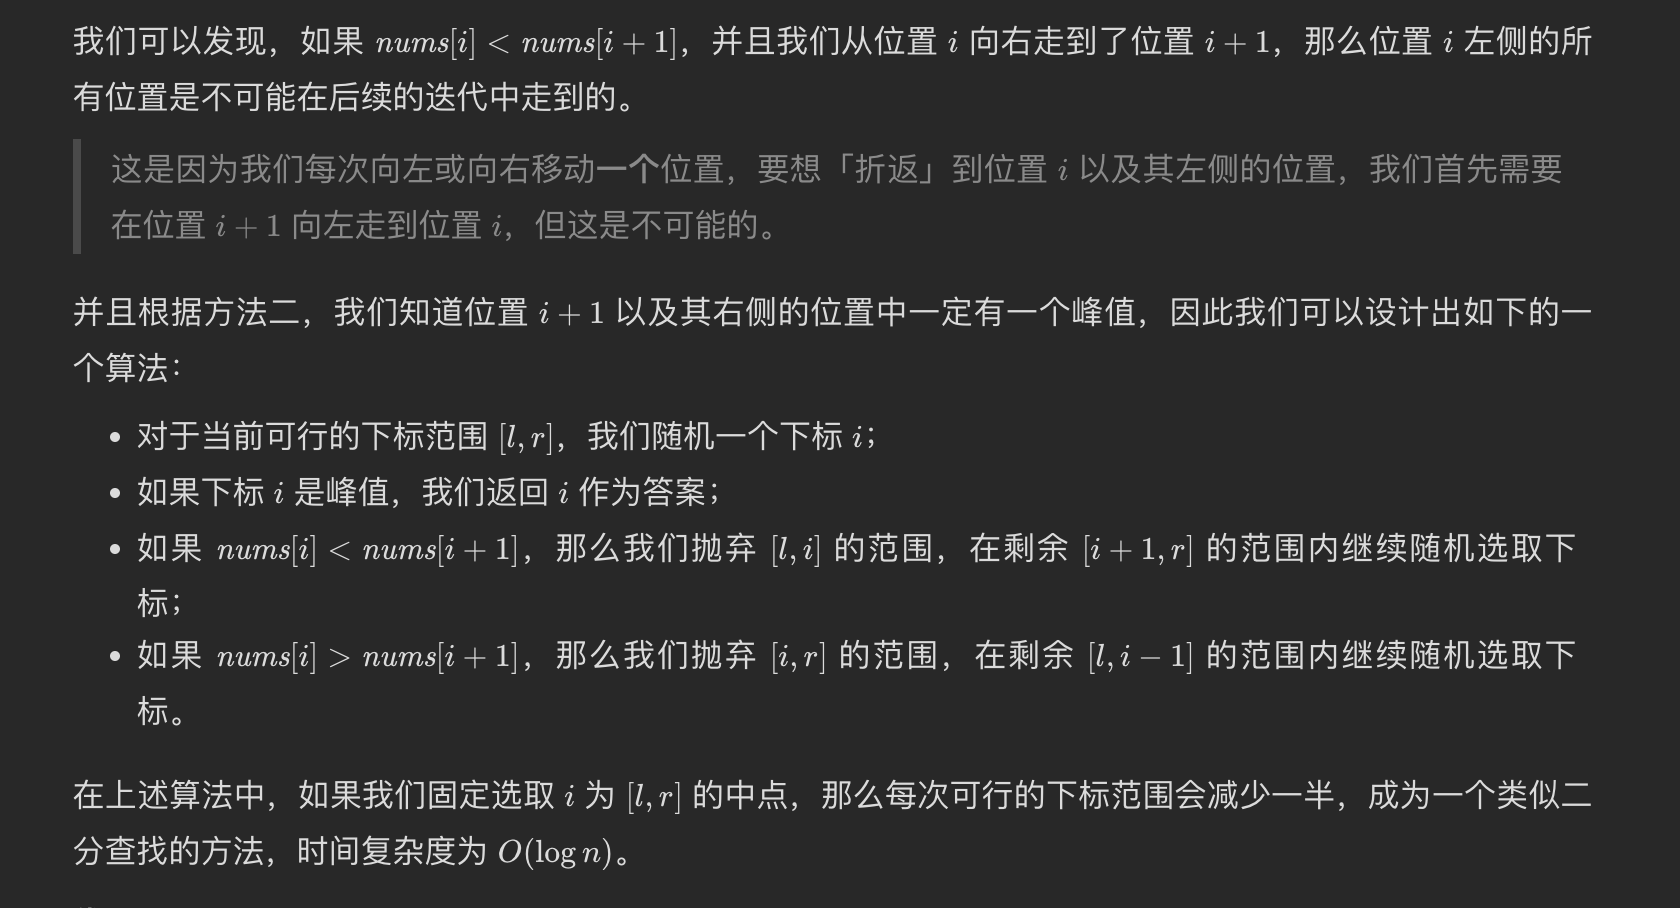 我们可以发现，如果 nums[i] < nums[i + 1]，并且我们从位置 i 向右走到了位置 i + 1，那么位置 i 左侧的所
有位置是不可能在后续的迭代中走到的。
这是因为我们每次向左或向右移动一个位置，要想「折返」到位置 i 以及其左侧的位置，我们首先需要
在位置 i + 1 向左走到位置 i，但这是不可能的。
并且根据方法二，我们知道位置 i + 1 以及其右侧的位置中一定有一个峰值，因此我们可以设计出如下的一
个算法：
• 对于当前可行的下标范围 [l, r]，我们随机一个下标 i；
• 如果下标 i 是峰值，我们返回 i 作为答案；
• 如果 nums[i] < nums[i + 1]，那么我们抛弃 [l, i] 的范围，在剩余 [i + 1, r] 的范围内继续随机选取下
标；
• 如果 nums[i] > nums[i + 1]，那么我们抛弃 [i, r] 的范围，在剩余 [l, i − 1] 的范围内继续随机选取下
标。
在上述算法中，如果我们固定选取 i 为 [l, r] 的中点，那么每次可行的下标范围会减少一半，成为一个类似二
分查找的方法，时间复杂度为 O(log n)。